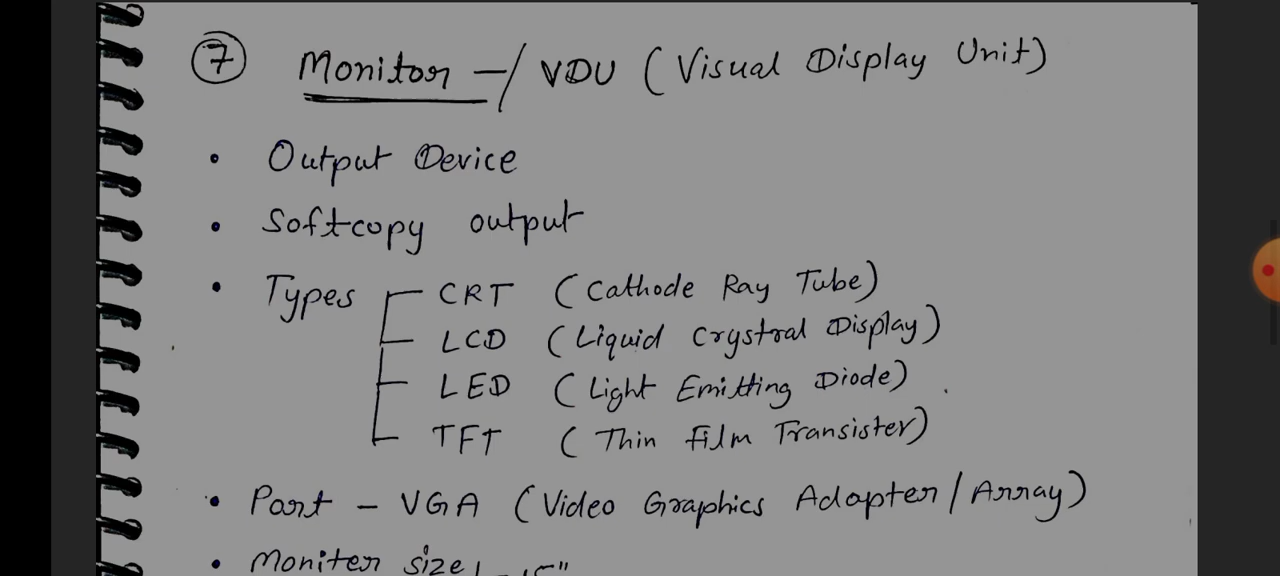 7 Monitor -/ VDU (Visual Display Unit)
• Output Device
• Softcopy output
• Types CRT (Cathode Ray Tube)
LCD (Liquid Crystal Display)
LED (Light Emitting Diode)
TFT (Thin Film Transister)
• Port - VGA (Video Graphics Adapter/Array)
• Moniter size